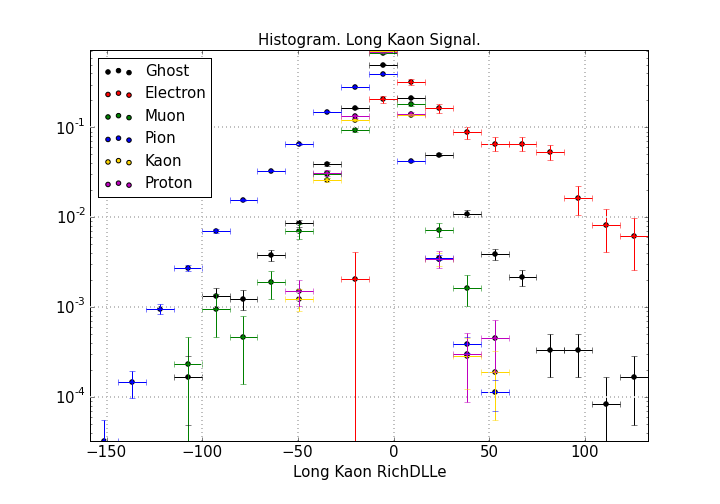 Histogram. Long Kaon Signal.
Ghost
Electron
Muon
Pion
Kaon
Proton
10^-1
10^-2
10^-3
10^-4
−150 −100 −50 0 50 100
Long Kaon RichDLLe